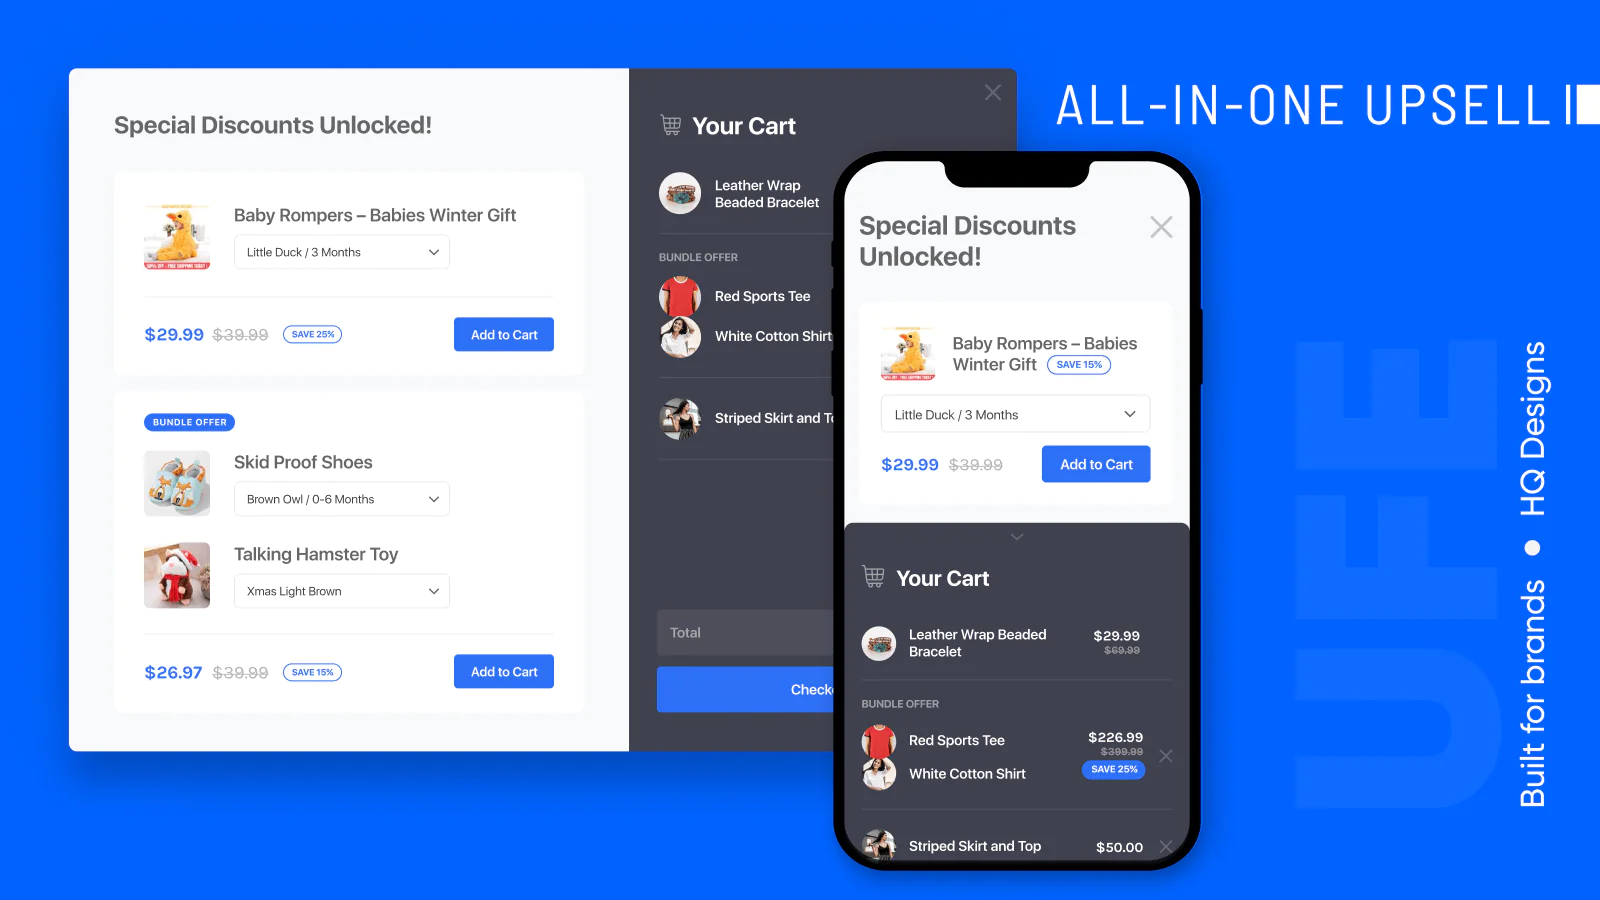 ALL-IN-ONE UPSELL
Special Discounts Unlocked!
Baby Rompers – Babies Winter Gift
Little Duck / 3 Months
$29.99 $39.99 SAVE 25%
Add to Cart
BUNDLE OFFER
Skid Proof Shoes
Brown Owl / 0-6 Months
Talking Hamster Toy
Xmas Light Brown
$26.97 $39.99 SAVE 15%
Add to Cart
Your Cart
Leather Wrap
Beaded Bracelet
BUNDLE OFFER
Red Sports Tee
White Cotton Shirt
Striped Skirt and
Total
Special Discounts
Unlocked!
Baby Rompers – Babies
Winter Gift SAVE 15%
Little Duck / 3 Months
$29.99 $39.99
Add to Cart
Your Cart
Leather Wrap Beaded
Bracelet
$29.99
$69.99
BUNDLE OFFER
Red Sports Tee
White Cotton Shirt
$226.99
$399.99
SAVE 25%
Striped Skirt and Top
$50.00
UFE
Built for brands ● HQ Designs